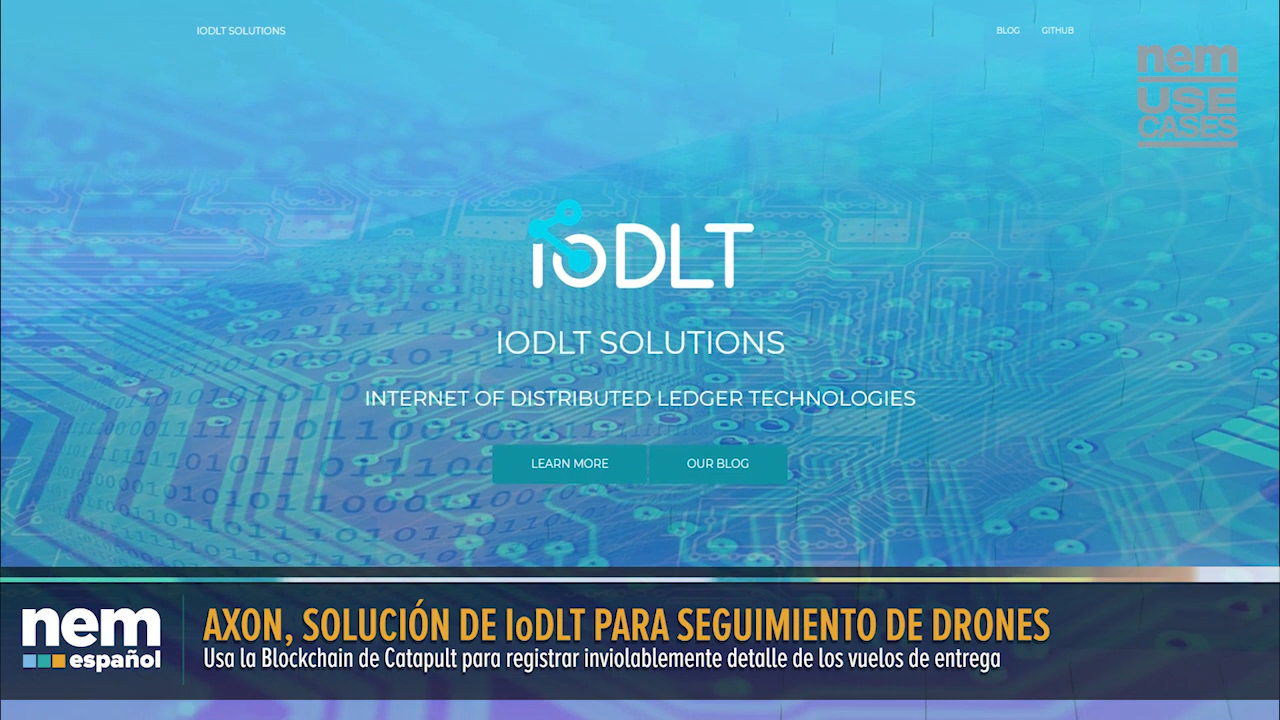 IODLT SOLUTIONS
BLOG GITHUB
nem
USE
CASES
IoDLT
IODLT SOLUTIONS
INTERNET OF DISTRIBUTED LEDGER TECHNOLOGIES
LEARN MORE OUR BLOG
nem
español
AXON, SOLUCIÓN DE IoDLT PARA SEGUIMIENTO DE DRONES
Usa la Blockchain de Catapult para registrar inviolablemente detalle de los vuelos de entrega